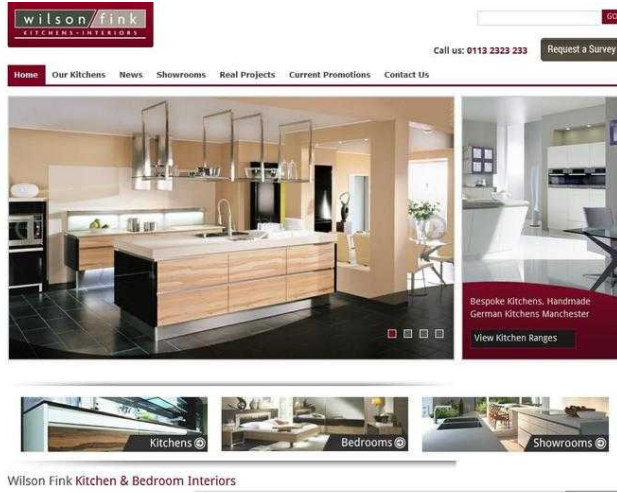 wilson/fink
KITCHENS-INTERIORS
GO
Call us: 0113 2323 233
Request a Survey
Home Our Kitchens News Showrooms Real Projects Current Promotions Contact Us
Bespoke Kitchens, Handmade
German Kitchens Manchester
View Kitchen Ranges
Kitchens
Bedrooms
Showrooms
Wilson Fink Kitchen & Bedroom Interiors